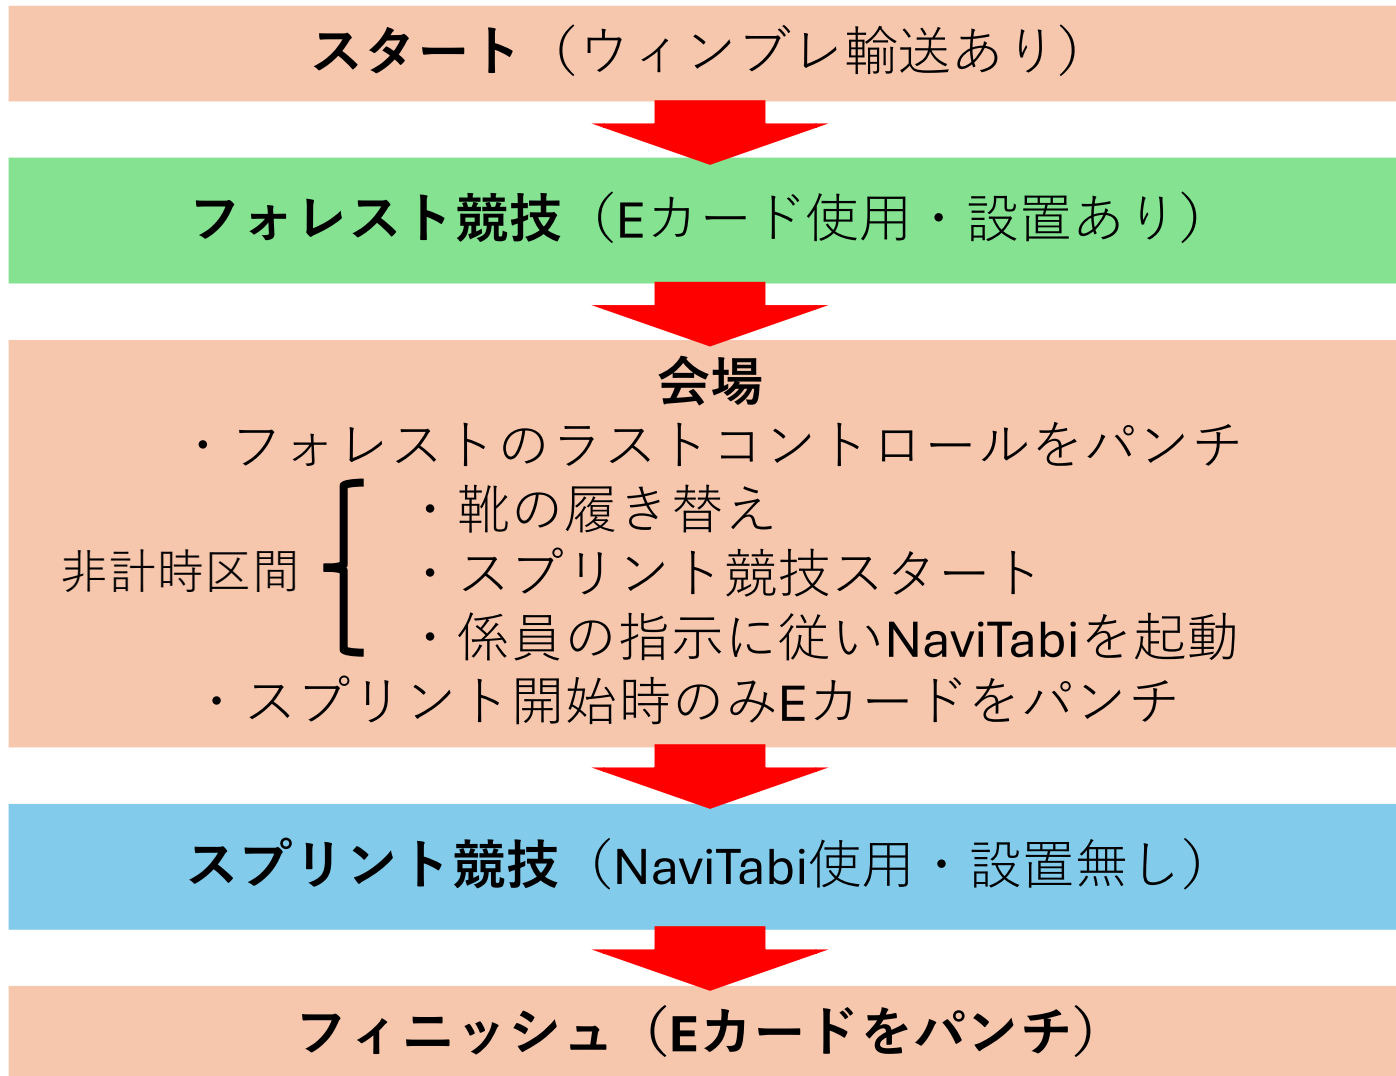 スタート（ウィンブレ輸送あり）
フォレスト競技（Eカード使用・設置あり）
会場
・フォレストのラストコントロールをパンチ
非計時区間
・靴の履き替え
・スプリント競技スタート
・係員の指示に従いNaviTabiを起動
・スプリント開始時のみEカードをパンチ
スプリント競技（NaviTabi使用・設置無し）
フィニッシュ（Eカードをパンチ）